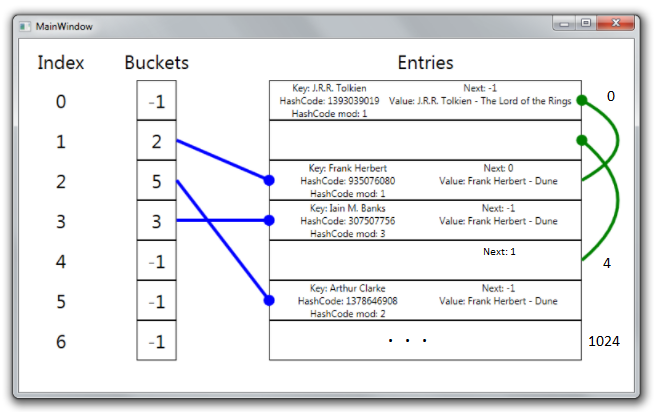 MainWindow
Index Buckets Entries
0 -1
Key: J.R.R. Tolkien Next: -1
HashCode: 1393039019 Value: J.R.R. Tolkien - The Lord of the Rings
HashCode mod: 1
0
1 2
2 5
Key: Frank Herbert Next: 0
HashCode: 935076080 Value: Frank Herbert - Dune
HashCode mod: 1
3 3
Key: Iain M. Banks Next: -1
HashCode: 307507756 Value: Frank Herbert - Dune
HashCode mod: 3
4 -1
Next: 1
4
5 -1
Key: Arthur Clarke Next: -1
HashCode: 1378646908 Value: Frank Herbert - Dune
HashCode mod: 2
6 -1
. . .
1024